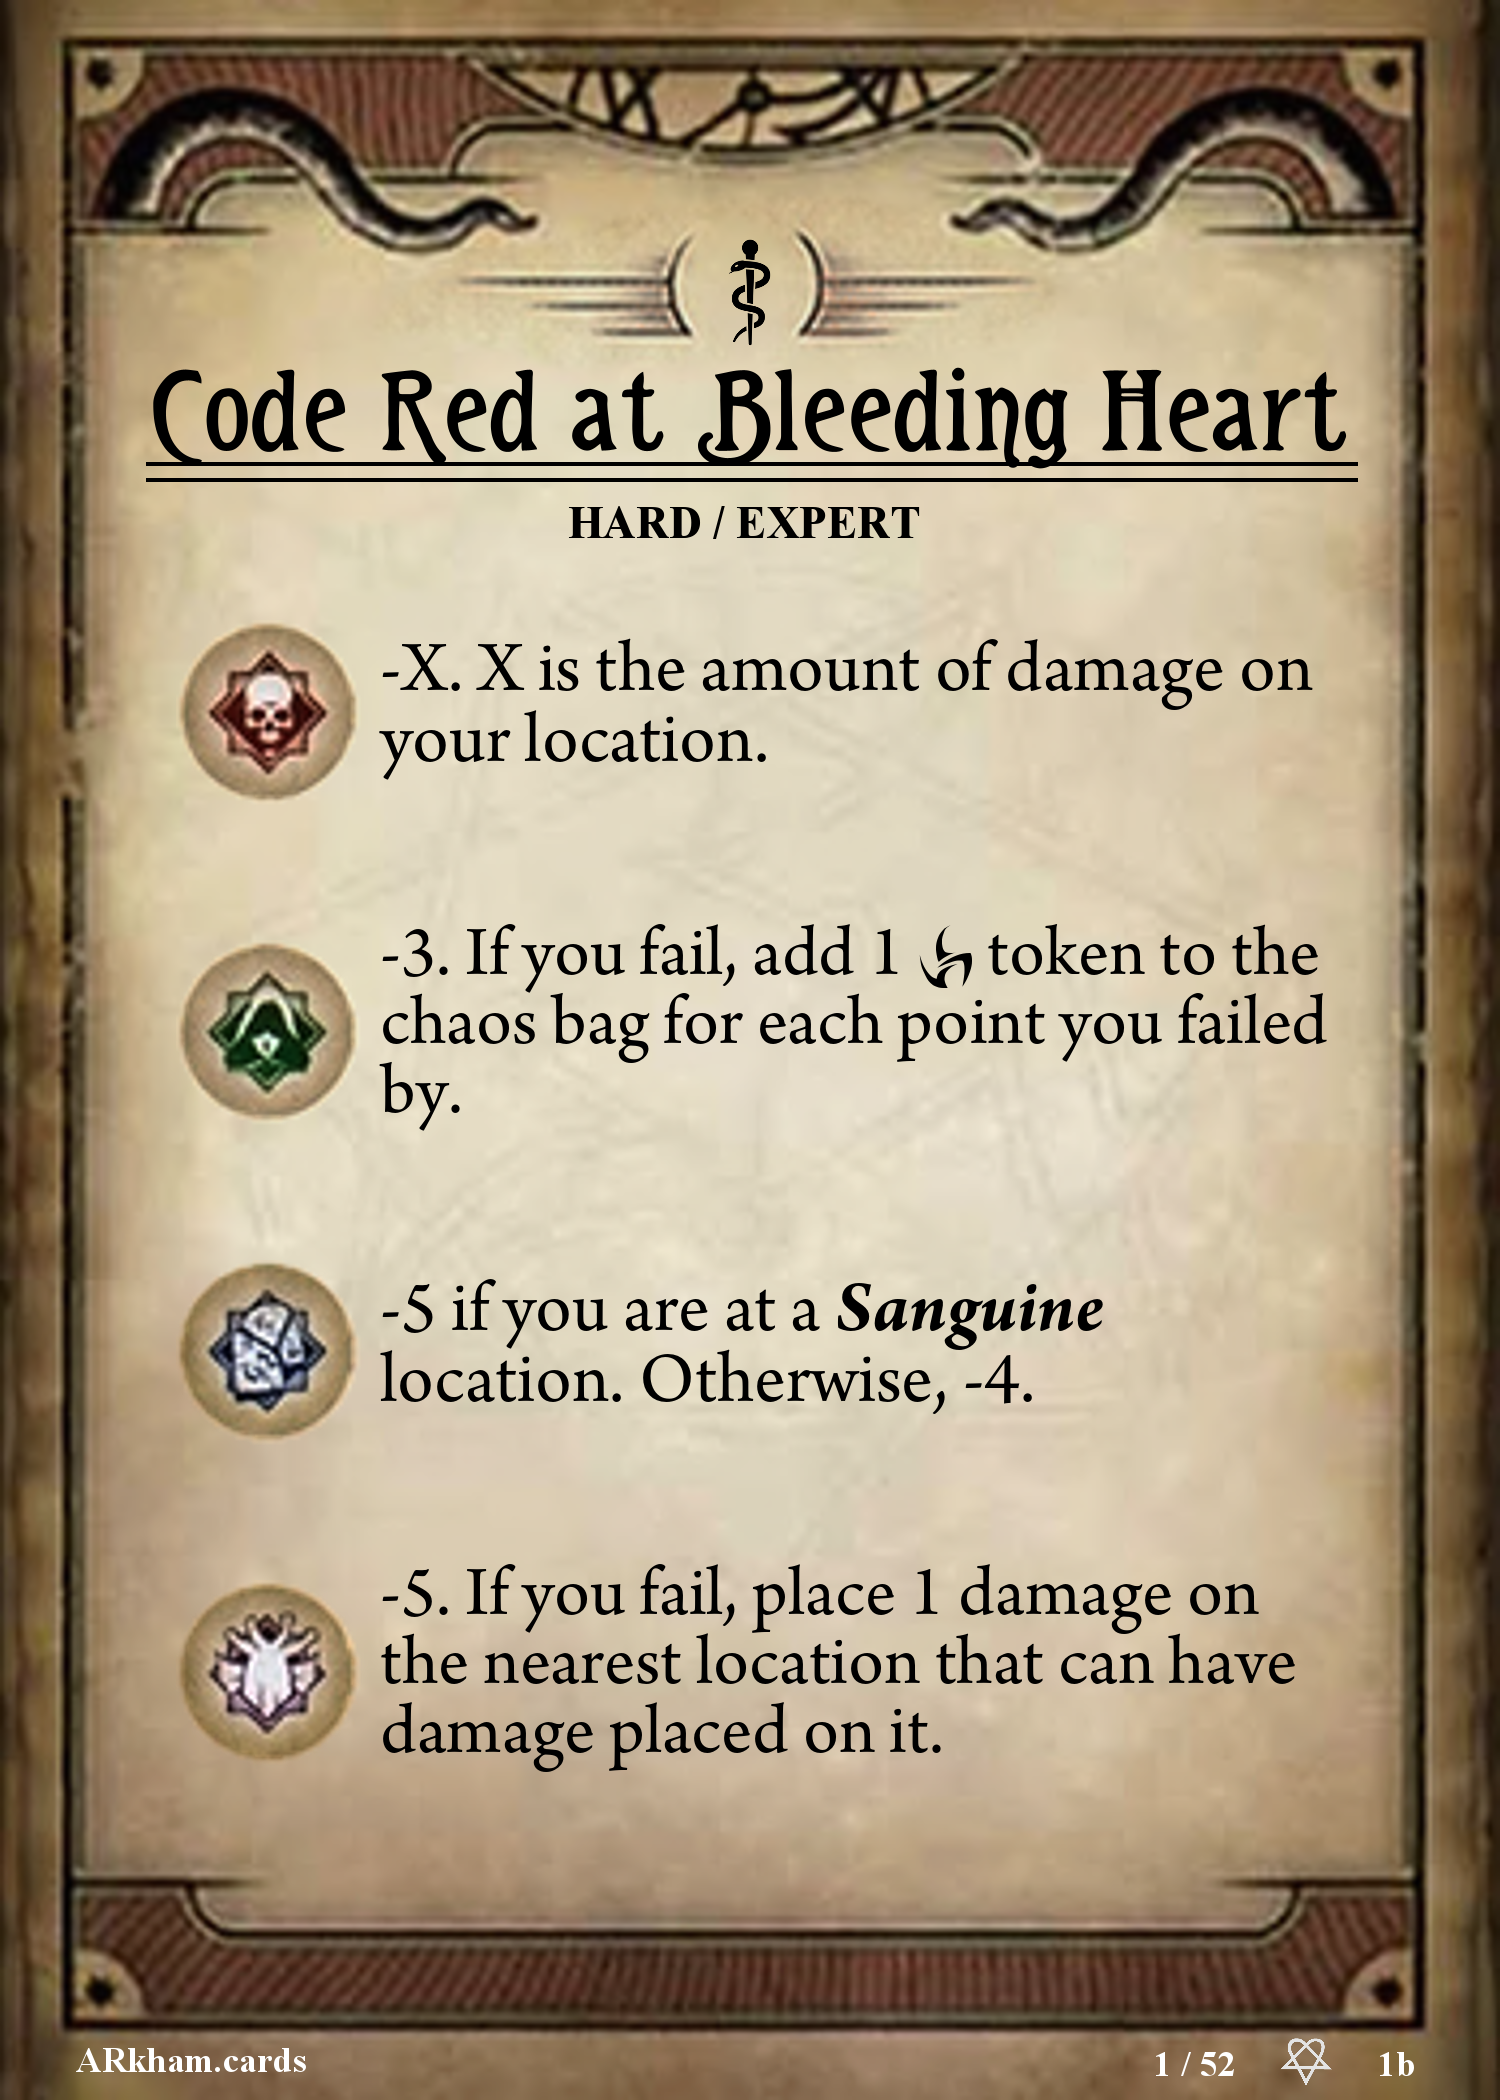 Code Red at Bleeding Heart
HARD / EXPERT
-X. X is the amount of damage on
your location.
-3. If you fail, add 1 token to the
chaos bag for each point you failed
by.
-5 if you are at a Sanguine
location. Otherwise, -4.
-5. If you fail, place 1 damage on
the nearest location that can have
damage placed on it.
ARkham.cards
1 / 52
1b